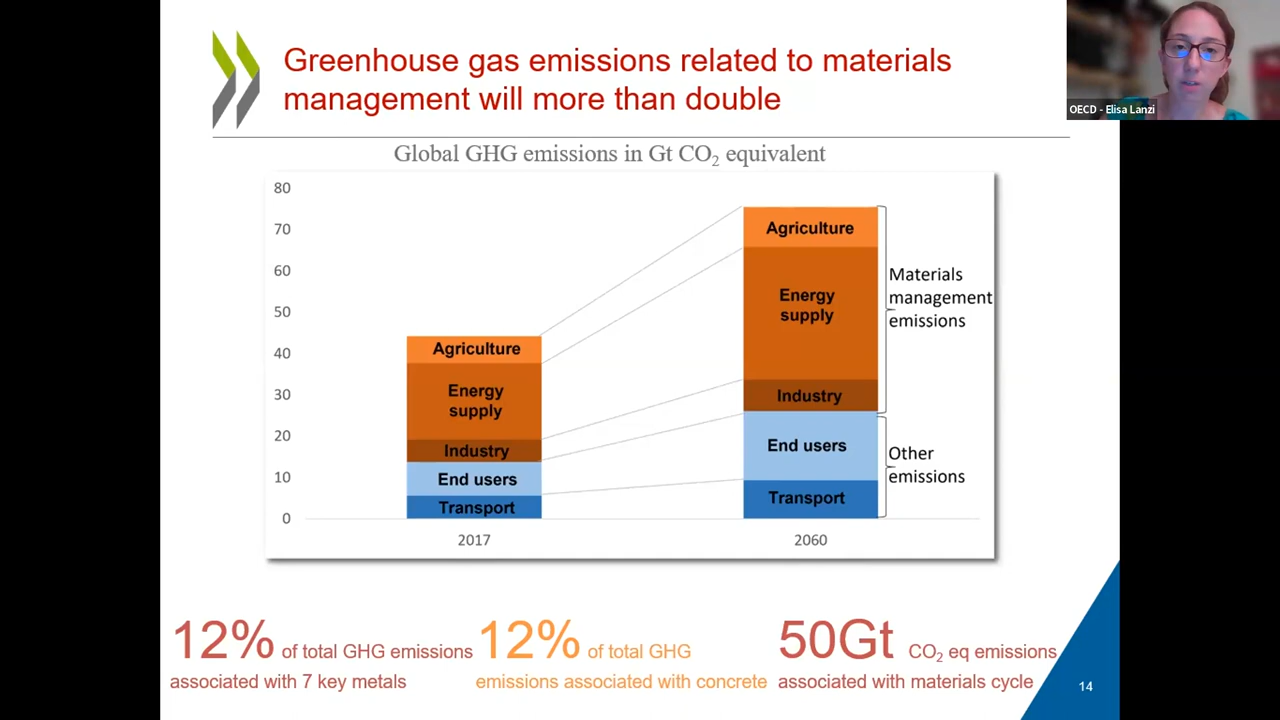 Greenhouse gas emissions related to materials
management will more than double
OECD - Elisa Lanzi
Global GHG emissions in Gt CO₂ equivalent
80
70
60
50
40
30
20
10
0
Agriculture
Energy
supply
Industry
End users
Transport
2017
Agriculture
Energy
supply
Industry
End users
Transport
2060
Materials
management
emissions
Other
emissions
12% of total GHG emissions
associated with 7 key metals
12% of total GHG
emissions associated with concrete
50Gt CO₂ eq emissions
associated with materials cycle
14